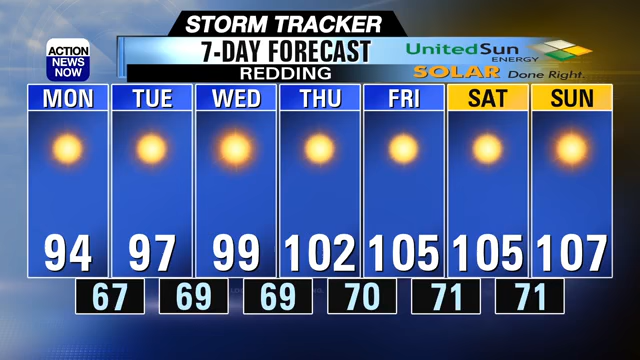 STORM TRACKER
ACTION NEWS NOW
7-DAY FORECAST
UnitedSun
ENERGY
REDDING
SOLAR Done Right.
MON TUE WED THU FRI SAT SUN
94 97 99 102 105 105 107
67 69 69 70 71 71